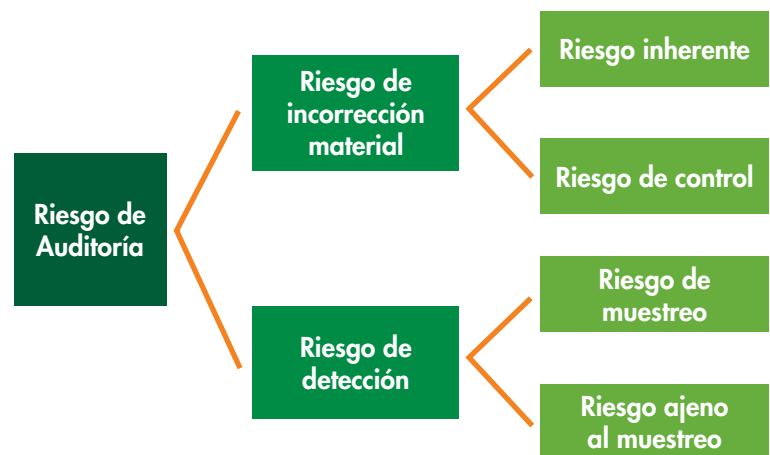 Riesgo de
Auditoría
Riesgo de
incorrección
material
Riesgo inherente
Riesgo de control
Riesgo de
detección
Riesgo de
muestreo
Riesgo ajeno
al muestreo